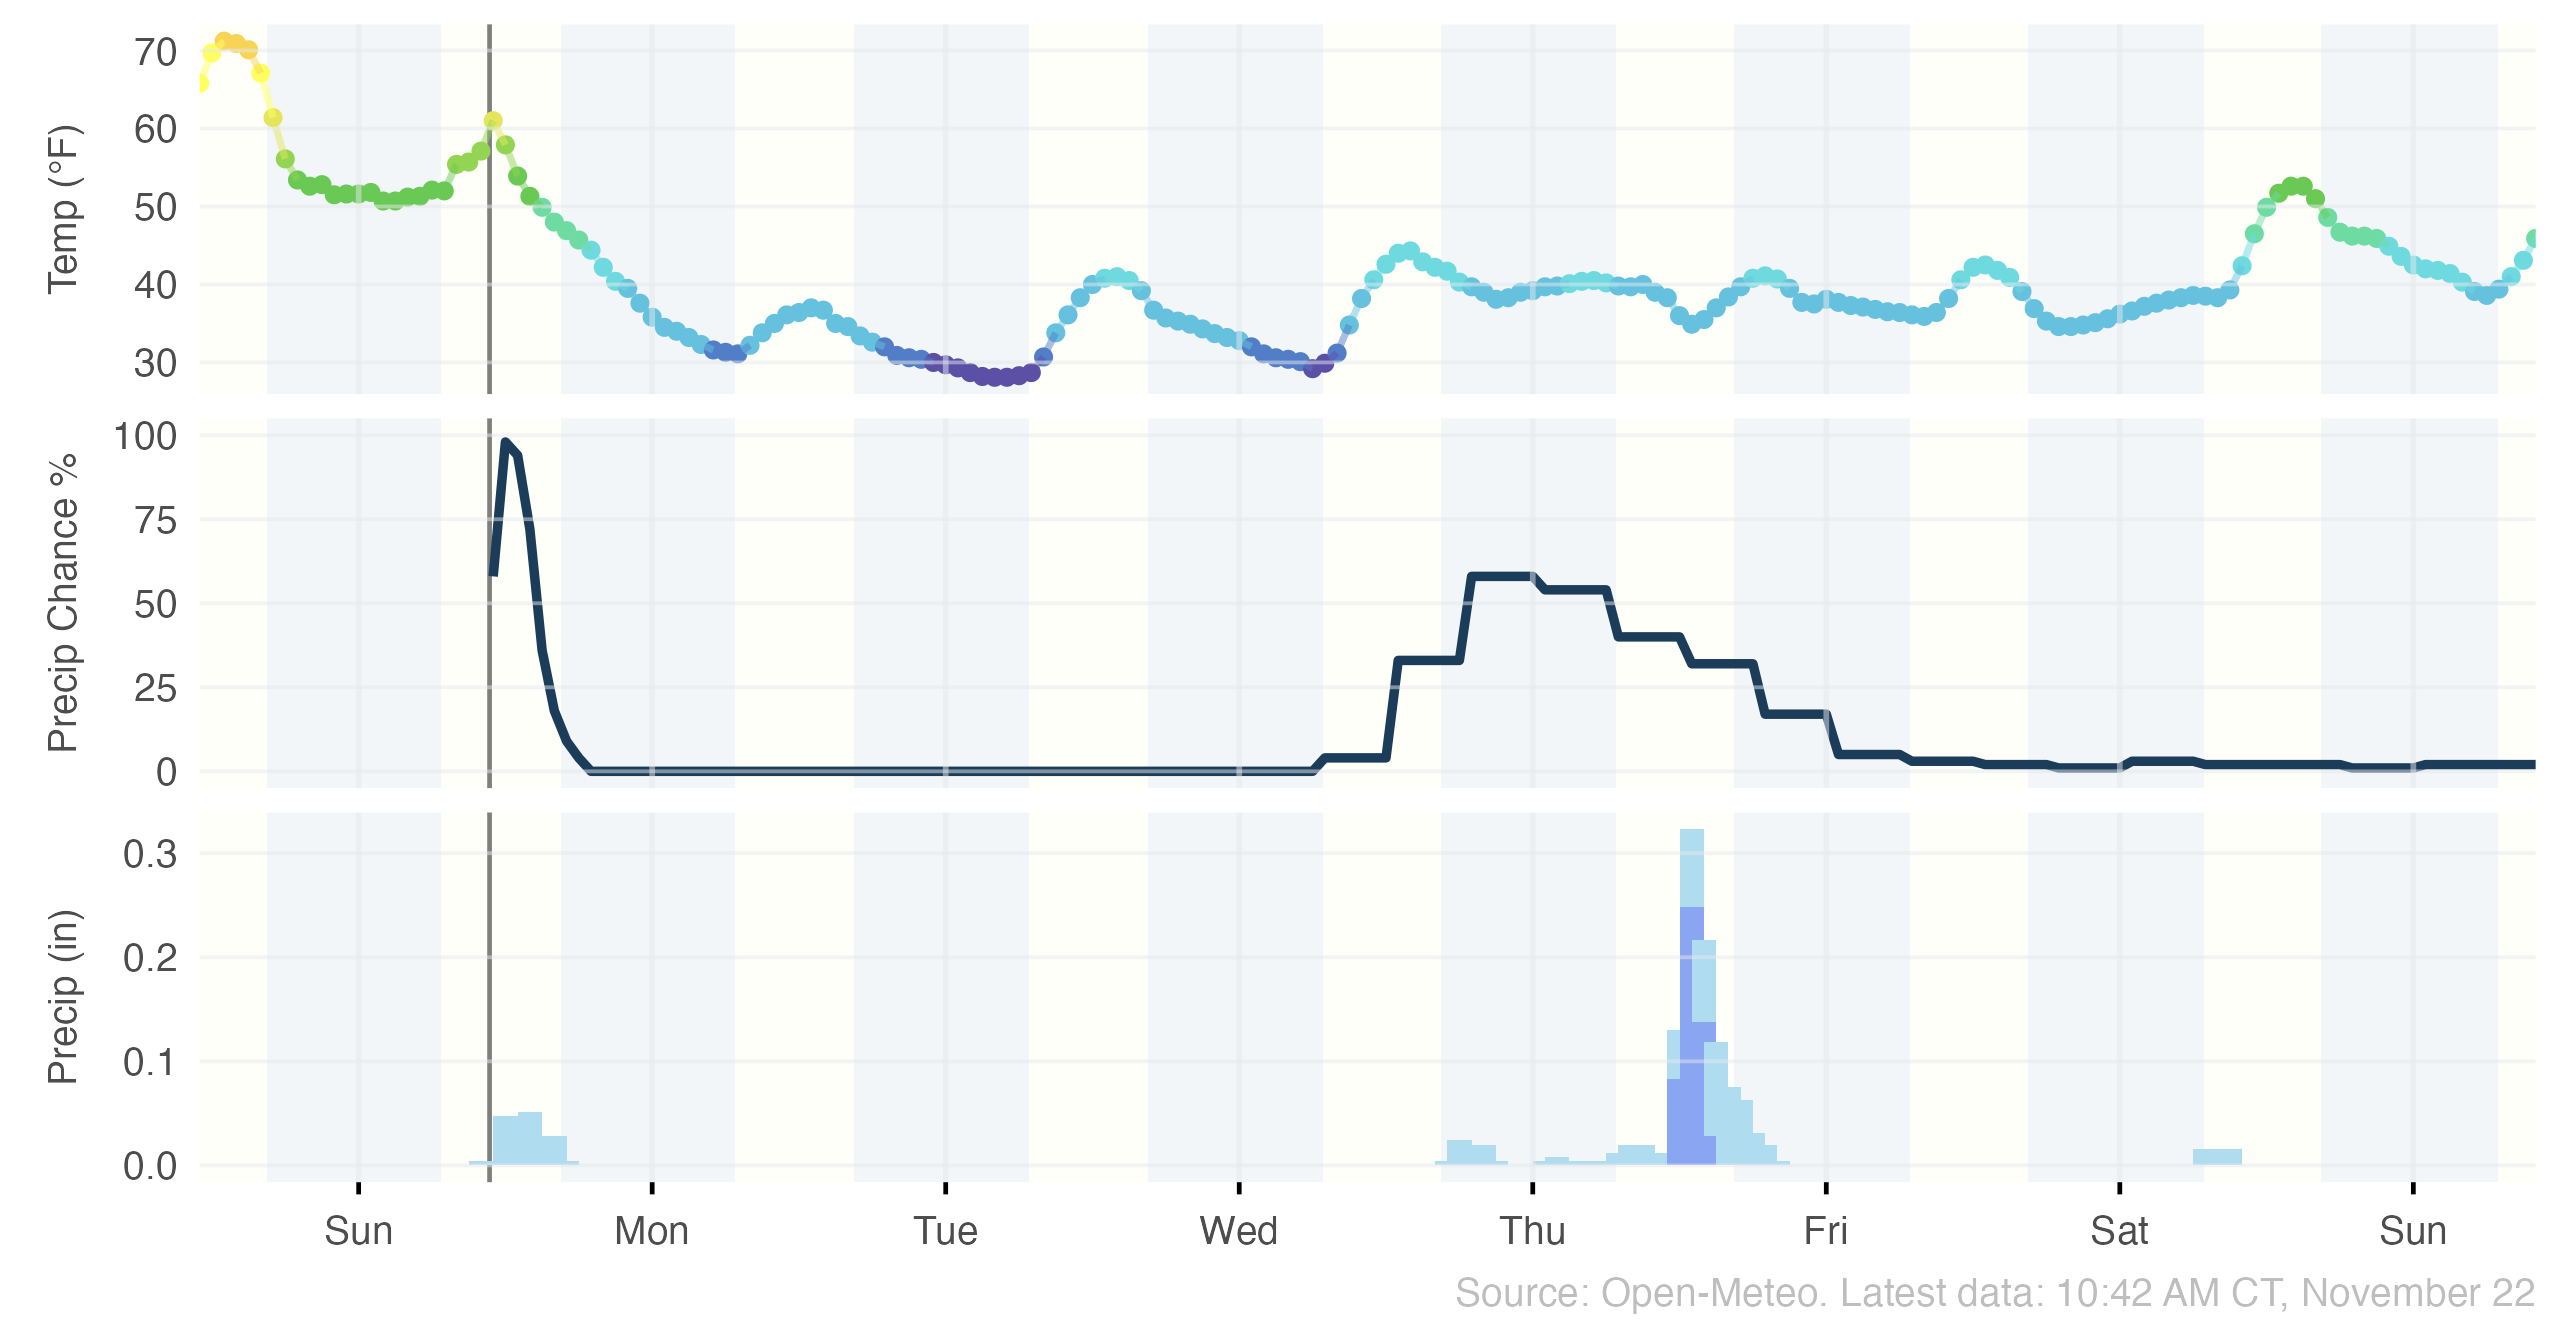 Temp (°F)
70
60
50
40
30
Precip Chance %
100
75
50
25
0
Precip (in)
0.3
0.2
0.1
0.0
Sun Mon Tue Wed Thu Fri Sat Sun
Source: Open-Meteo. Latest data: 10:42 AM CT, November 22